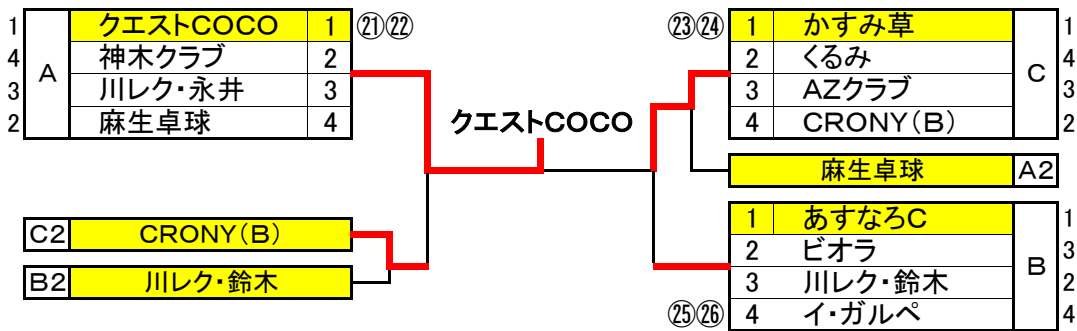 1 A クエストCOCO 1 ㉑㉒
4 神木クラブ 2
3 川レク・永井 3
2 麻生卓球 4
クエストCOCO
C2 CRONY(B)
B2 川レク・鈴木
㉓㉔ 1 かすみ草 C 1
2 くるみ 4
3 AZクラブ 3
4 CRONY(B) 2
麻生卓球 A2
1 あすなろC B 1
2 ビオラ 3
3 川レク・鈴木 2
㉕㉖ 4 イ・ガルペ 4